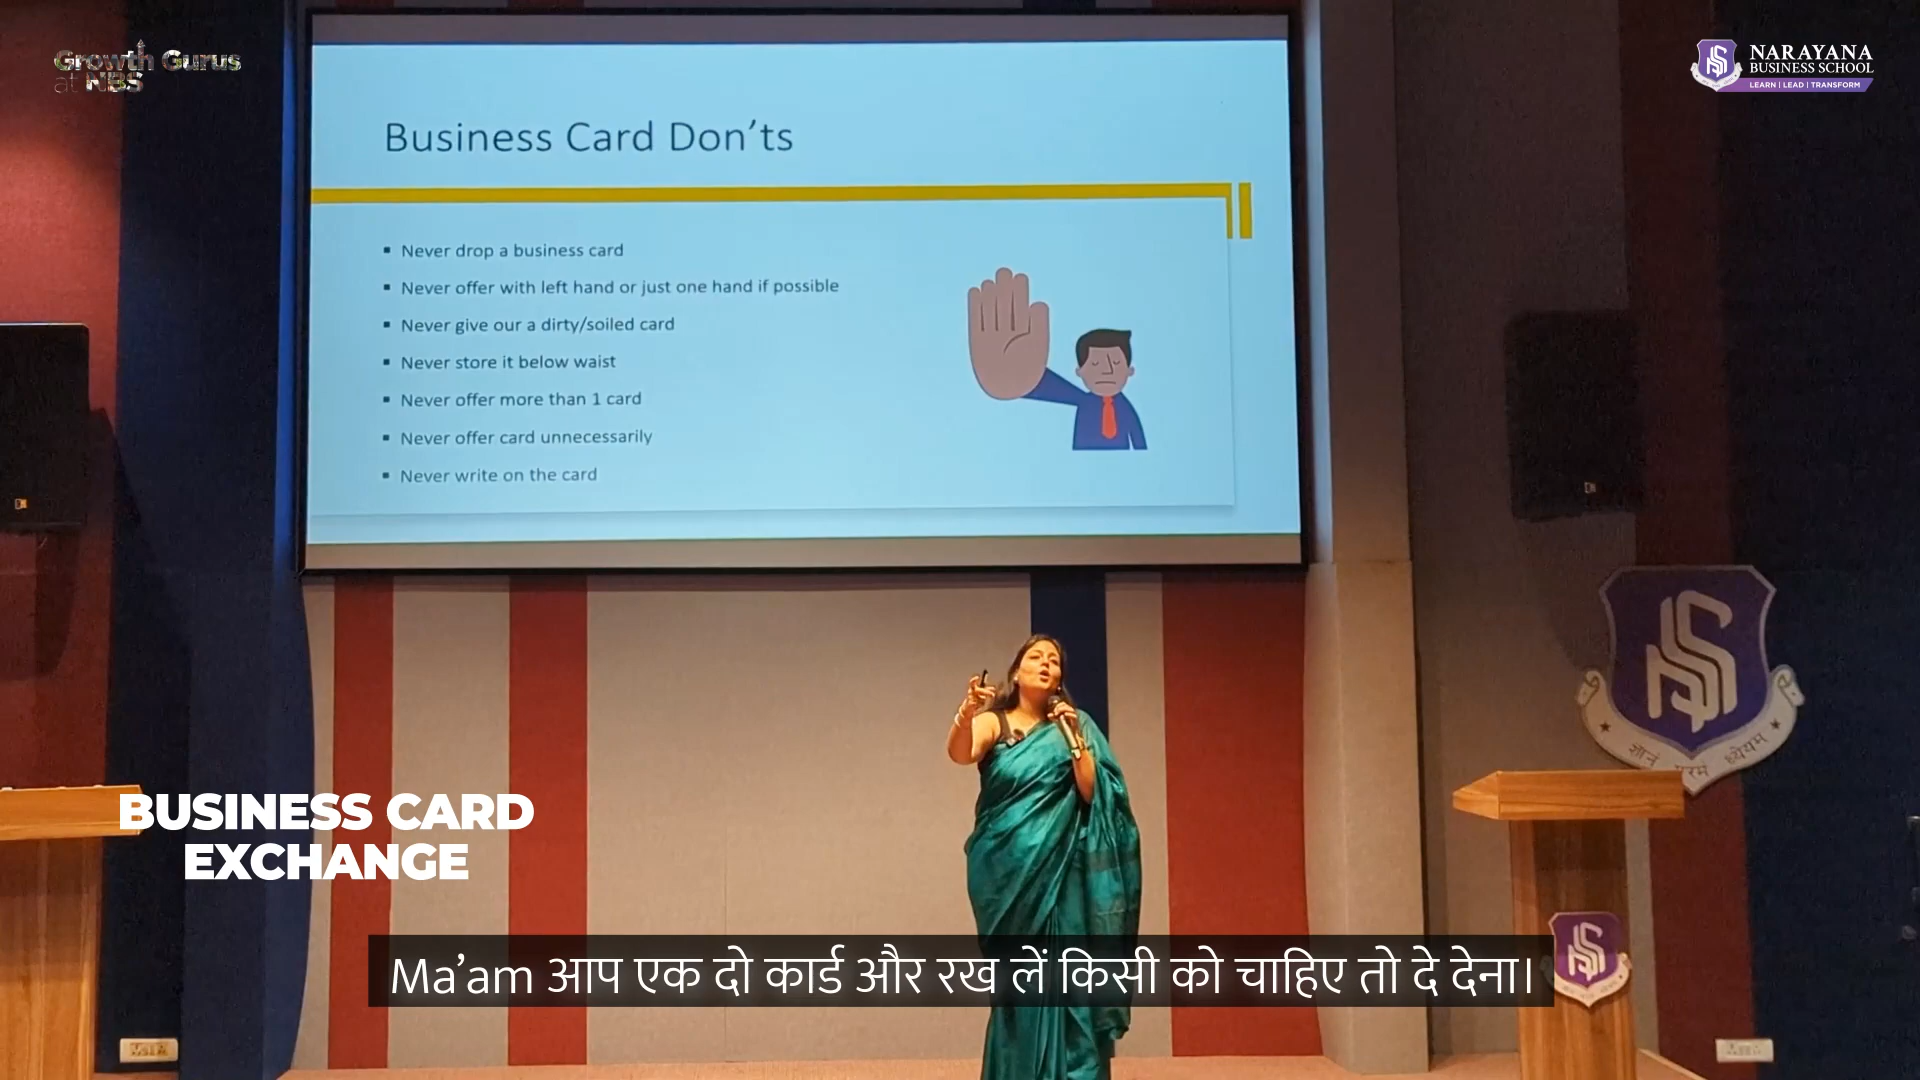 Growth Gurus
at NBS
NARAYANA
BUSINESS SCHOOL
LEARN | LEAD | TRANSFORM
Business Card Don’ts
Never drop a business card
Never offer with left hand or just one hand if possible
Never give our a dirty/soiled card
Never store it below waist
Never offer more than 1 card
Never offer card unnecessarily
Never write on the card
BUSINESS CARD
EXCHANGE
Ma’am आप एक दो कार्ड और रख लें किसी को चाहिए तो दे देना।
ध्येयम्